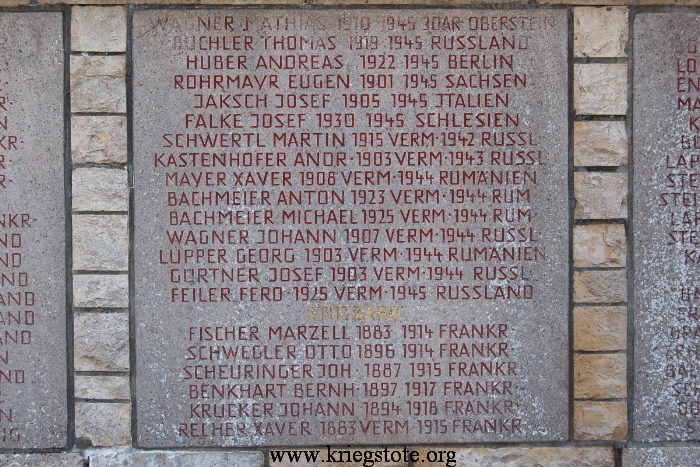 WAGNER MATHIAS 1910 1945 IDAR OBERSTEIN
BÜCHLER THOMAS 1919 1945 RUSSLAND
HUBER ANDREAS 1922 1945 BERLIN
ROHRMAYR EUGEN 1901 1945 SACHSEN
JAKSCH JOSEF 1905 1945 JTALIEN
FALKE JOSEF 1930 1945 SCHLESIEN
SCHWERTL MARTIN 1915 VERM·1942 RUSSL·
KASTENHOFER ANDR·1903 VERM·1943 RUSSL·
MAYER XAVER 1908 VERM·1944 RUMÄNIEN
BACHMEIER ANTON 1923 VERM·1944 RUM·
BACHMEIER MICHAEL 1925 VERM·1944 RUM·
WAGNER JOHANN 1907 VERM·1944 RUSSL·
LUPPER GEORG 1903 VERM·1944 RUMÄNIEN
GÜRTNER JOSEF 1903 VERM·1944 RUSSL·
FEILER FERD·1925 VERM·1945 RUSSLAND
FISCHER MARZELL 1883 1914 FRANKR·
SCHWEGLER OTTO 1896 1914 FRANKR·
SCHEURINGER JOH· 1887 1915 FRANKR·
BENKHART BERNH·1897 1917 FRANKR·
KRUCKER JOHANN 1894 1918 FRANKR·
RELHER XAVER 1883 VERM·1915 FRANKR·
www.kriegstote.org